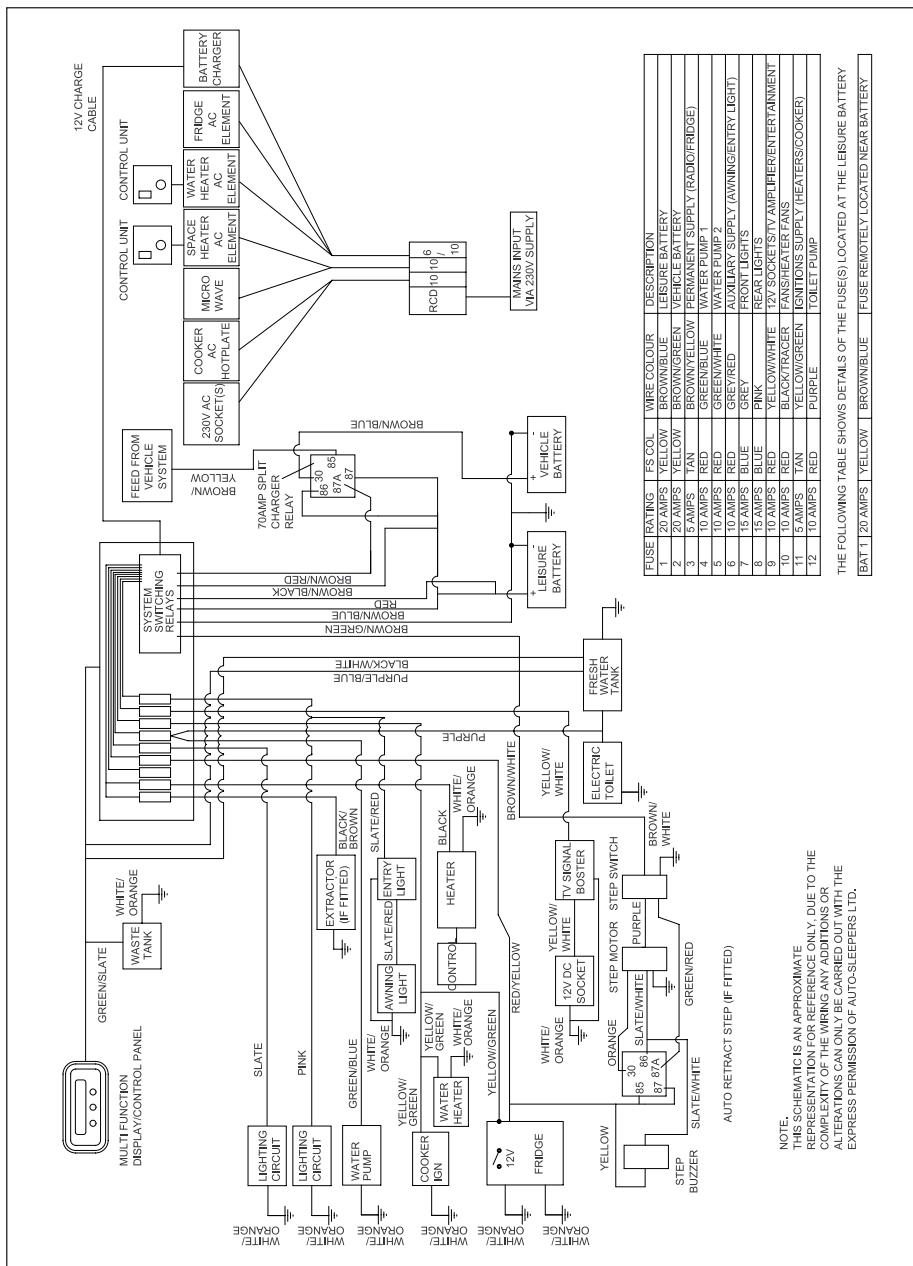 12V CHARGE
CABLE
CONTROL UNIT
CONTROL UNIT
BATTERY
CHARGER
FRIDGE
AC
ELEMENT
WATER
HEATER
AC
ELEMENT
SPACE
HEATER
AC
ELEMENT
MICRO
WAVE
COOKER
AC
HOTPLATE
230V AC
SOCKET(S)
RCD
10
10
6
/
10
MAINS INPUT
VIA 230V SUPPLY
FEED FROM
VEHICLE
SYSTEM
BROWN/
YELLOW
70AMP SPLIT
CHARGER
RELAY
30
86
85
87A
87
BROWN/BLUE
SYSTEM
SWITCHING
RELAYS
BROWN/RED
BROWN/BLACK
RED
BROWN/BLUE
BROWN/GREEN
+ -
VEHICLE
BATTERY
+ -
LEISURE
BATTERY
BLACK/WHITE
PURPLE/BLUE
FRESH
WATER
TANK
PURPLE
ELECTRIC
TOILET
GREEN/SLATE
WHITE/
ORANGE
WASTE
TANK
MULTI FUNCTION
DISPLAY/CONTROL PANEL
SLATE
LIGHTING
CIRCUIT
WHITE/
ORANGE
PINK
LIGHTING
CIRCUIT
WHITE/
ORANGE
BLACK/
BROWN
EXTRACTOR
(IF FITTED)
GREEN/BLUE
WATER
PUMP
WHITE/
ORANGE
SLATE/RED
ENTRY
LIGHT
SLATE/RED
AWNING
LIGHT
WHITE/
ORANGE
BLACK
HEATER
WHITE/
ORANGE
CONTROL
YELLOW/
GREEN
YELLOW/
GREEN
COOKER
IGN
WHITE/
ORANGE
WATER
HEATER
WHITE/
ORANGE
BROWN/WHITE
RED/YELLOW
YELLOW/GREEN
12V
FRIDGE
WHITE/
ORANGE
WHITE/
ORANGE
YELLOW/
WHITE
TV SIGNAL
BOSTER
YELLOW/
WHITE
12V DC
SOCKET
WHITE/
ORANGE
BROWN/
WHITE
STEP SWITCH
PURPLE
STEP MOTOR
GREEN/RED
SLATE/WHITE
ORANGE
30
86
85
87A
87
SLATE/WHITE
YELLOW
STEP
BUZZER
AUTO RETRACT STEP (IF FITTED)
FUSE RATING FS COL WIRE COLOUR DESCRIPTION
1 20 AMPS YELLOW BROWN/BLUE LEISURE BATTERY
2 20 AMPS YELLOW BROWN/GREEN VEHICLE BATTERY
3 5 AMPS TAN BROWN/YELLOW PERMANENT SUPPLY (RADIO/FRIDGE)
4 10 AMPS RED GREEN/BLUE WATER PUMP 1
5 10 AMPS RED GREEN/WHITE WATER PUMP 2
6 10 AMPS RED GREY/RED AUXILIARY SUPPLY (AWNING/ENTRY LIGHT)
7 15 AMPS BLUE GREY FRONT LIGHTS
8 15 AMPS BLUE PINK REAR LIGHTS
9 10 AMPS RED YELLOW/WHITE 12V SOCKETS/TV AMPLIFIER/ENTERTAINMENT
10 10 AMPS RED BLACK/TRACER FANS/HEATER FANS
11 5 AMPS TAN YELLOW/GREEN IGNITIONS SUPPLY (HEATERS/COOKER)
12 10 AMPS RED PURPLE TOILET PUMP
THE FOLLOWING TABLE SHOWS DETAILS OF THE FUSE(S) LOCATED AT THE LEISURE BATTERY
BAT 1 20 AMPS YELLOW BROWN/BLUE FUSE REMOTELY LOCATED NEAR BATTERY
NOTE.
THIS SCHEMATIC IS AN APPROXIMATE
REPRESENTATION FOR REFERENCE ONLY, DUE TO THE
COMPLEXITY OF THE WIRING ANY ADDITIONS OR
ALTERATIONS CAN ONLY BE CARRIED OUT WITH THE
EXPRESS PERMISSION OF AUTO-SLEEPERS LTD.